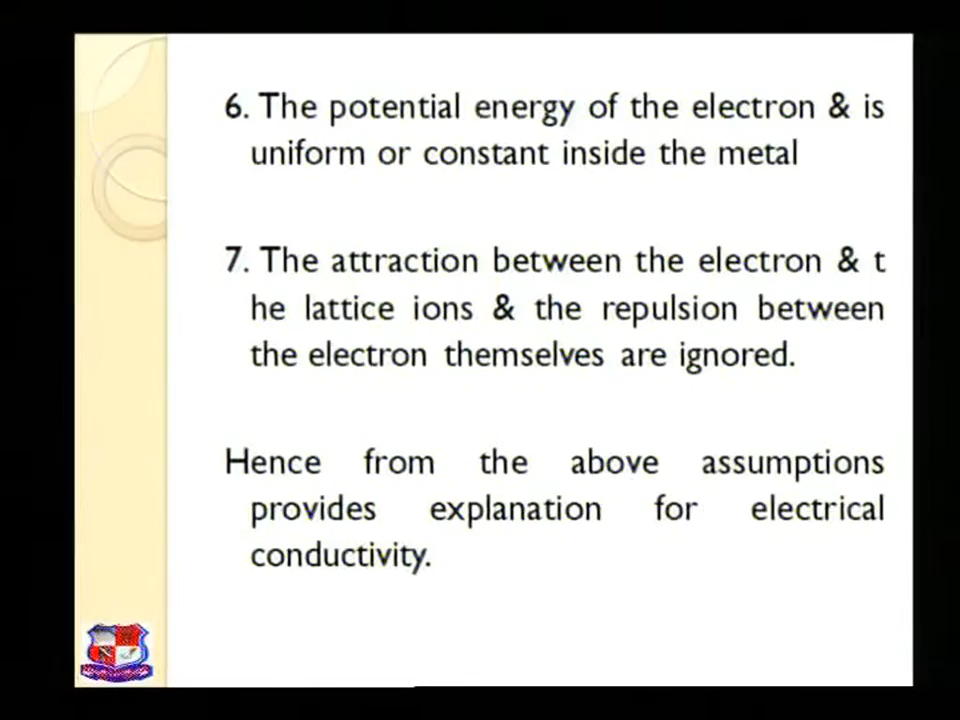 6. The potential energy of the electron & is
uniform or constant inside the metal
7. The attraction between the electron & t
he lattice ions & the repulsion between
the electron themselves are ignored.
Hence from the above assumptions
provides explanation for electrical
conductivity.